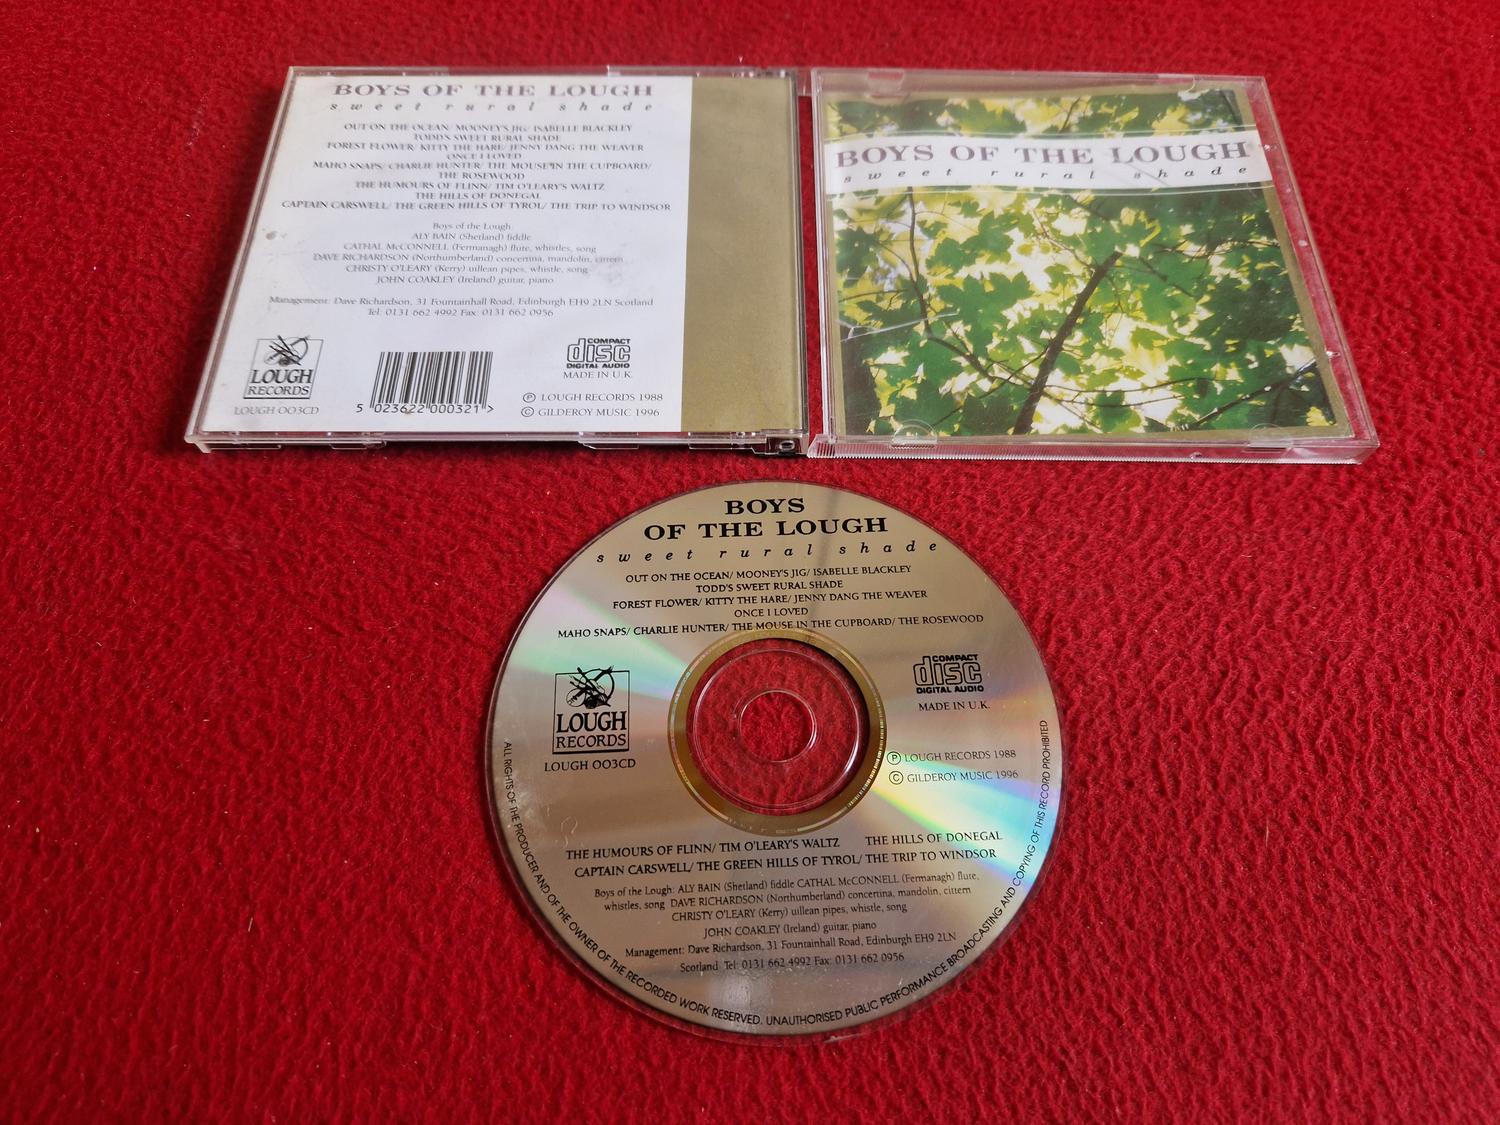 BOYS OF THE LOUGH
sweet rural shade
OUT ON THE OCEAN/ MOONEY'S JIG/ ISABELLE BLACKLEY
TODD'S SWEET RURAL SHADE
FOREST FLOWER/ KITTY THE HARE/ JENNY DANG THE WEAVER
ONCE I LOVED
MAHO SNAPS/ CHARLIE HUNTER/ THE MOUSE IN THE CUPBOARD/
THE ROSEWOOD
THE HUMOURS OF FLINN/ TIM O'LEARY'S WALTZ
THE HILLS OF DONEGAL
CAPTAIN CARSWELL/ THE GREEN HILLS OF TYROL/ THE TRIP TO WINDSOR
Boys of the Lough:
ALY BAIN (Shetland) fiddle
CATHAL McCONNELL (Fermanagh) flute, whistles, song
DAVE RICHARDSON (Northumberland) concertina, mandolin, cittern
CHRISTY O'LEARY (Kerry) uillean pipes, whistle, song
JOHN COAKLEY (Ireland) guitar, piano
Management: Dave Richardson, 31 Fountainhall Road, Edinburgh EH9 2LN Scotland
Tel: 0131 662 4992 Fax: 0131 662 0956
LOUGH
RECORDS
LOUGH OO3CD
5 023622 000321 >
COMPACT
disc
DIGITAL AUDIO
MADE IN U.K.
℗ LOUGH RECORDS 1988
© GILDEROY MUSIC 1996
BOYS OF THE LOUGH
sweet rural shade
BOYS
OF THE LOUGH
sweet rural shade
OUT ON THE OCEAN/ MOONEY'S JIG/ ISABELLE BLACKLEY
TODD'S SWEET RURAL SHADE
FOREST FLOWER/ KITTY THE HARE/ JENNY DANG THE WEAVER
ONCE I LOVED
MAHO SNAPS/ CHARLIE HUNTER/ THE MOUSE IN THE CUPBOARD/ THE ROSEWOOD
LOUGH
RECORDS
LOUGH OO3CD
COMPACT
disc
DIGITAL AUDIO
MADE IN U.K.
℗ LOUGH RECORDS 1988
© GILDEROY MUSIC 1996
THE HUMOURS OF FLINN/ TIM O'LEARY'S WALTZ THE HILLS OF DONEGAL
CAPTAIN CARSWELL/ THE GREEN HILLS OF TYROL/ THE TRIP TO WINDSOR
Boys of the Lough: ALY BAIN (Shetland) fiddle CATHAL McCONNELL (Fermanagh) flute,
whistles, song DAVE RICHARDSON (Northumberland) concertina, mandolin, cittern
CHRISTY O'LEARY (Kerry) uillean pipes, whistle, song
JOHN COAKLEY (Ireland) guitar, piano
Management: Dave Richardson, 31 Fountainhall Road, Edinburgh EH9 2LN
Scotland Tel: 0131 662 4992 Fax: 0131 662 0956
ALL RIGHTS OF THE PRODUCER AND OF THE OWNER OF THE RECORDED WORK RESERVED. UNAUTHORISED PUBLIC PERFORMANCE BROADCASTING AND COPYING OF THIS RECORD PROHIBITED